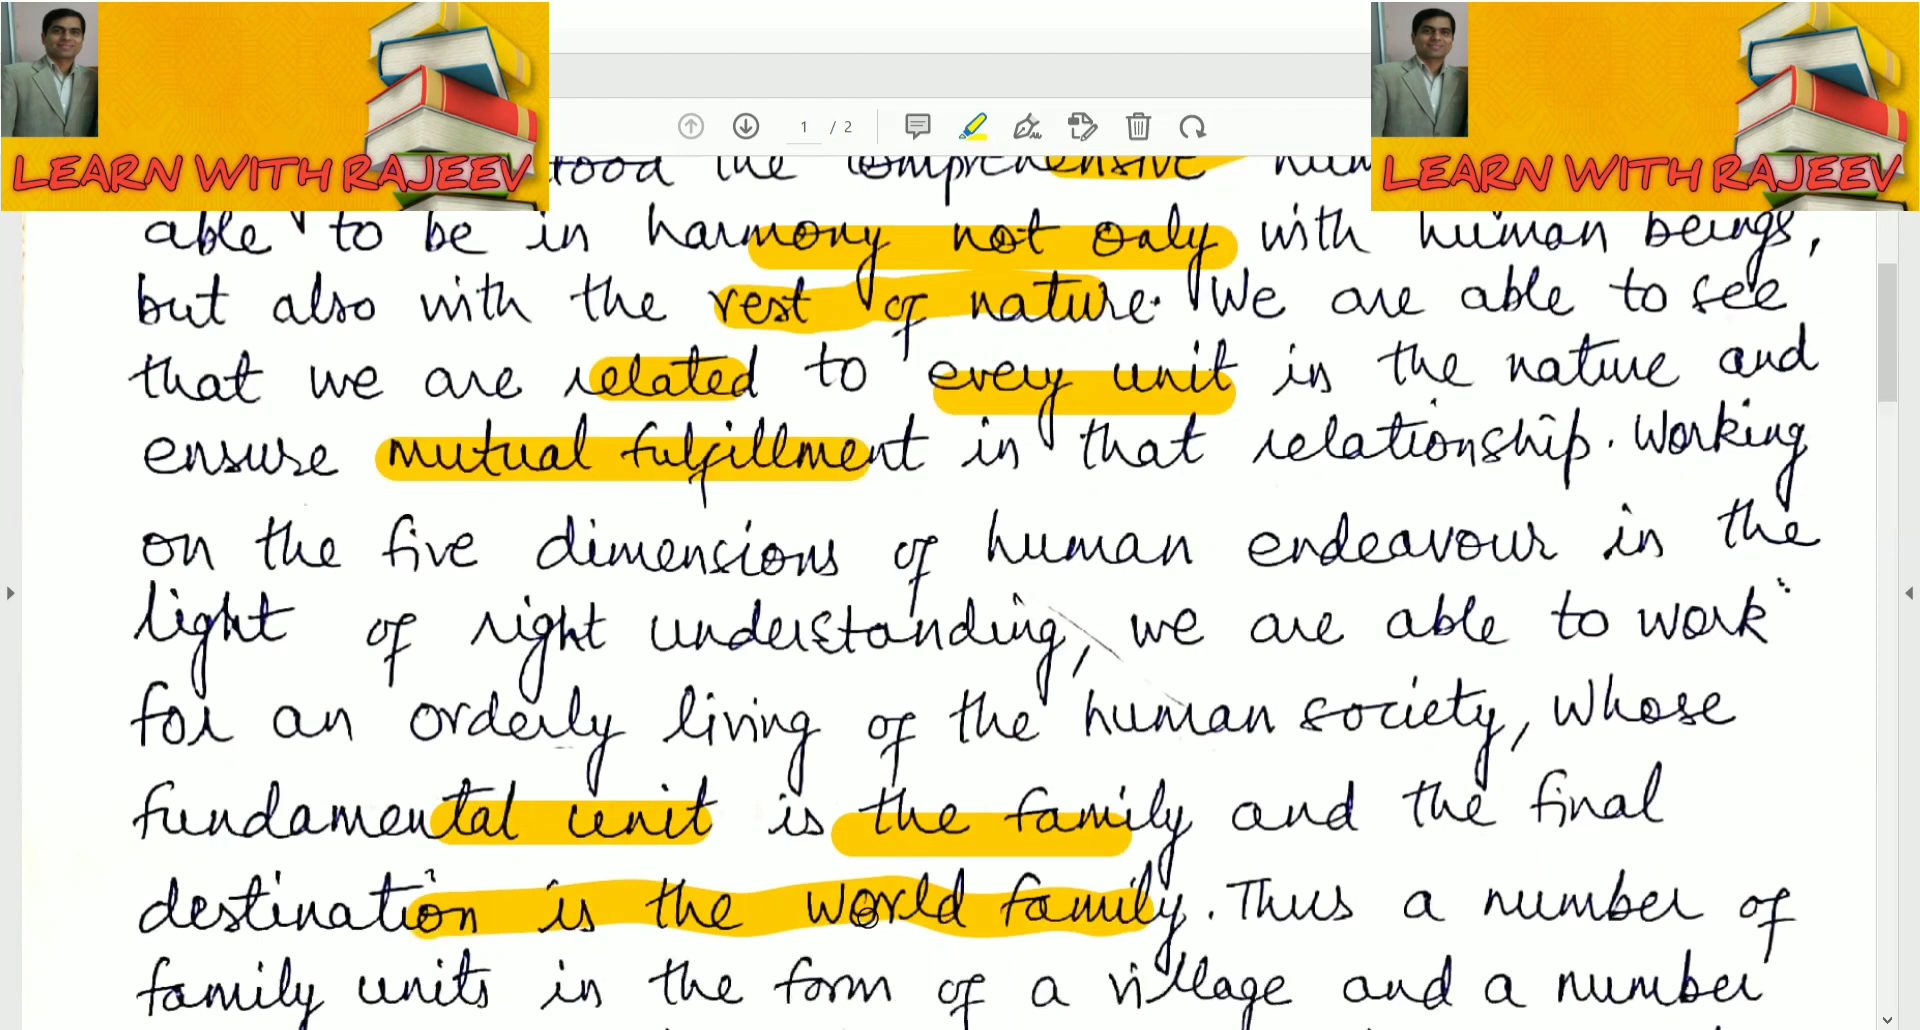 LEARN WITH RAJEEV
LEARN WITH RAJEEV
1 / 2
the comprehensive
able to be in harmony not only with human beings,
but also with the rest of nature. We are able to see
that we are related to every unit in the nature and
ensure mutual fulfillment in that relationship. Working
on the five dimensions of human endeavour in the
light of right understanding, we are able to work
for an orderly living of the human society, whose
fundamental unit is the family and the final
destination is the world family. Thus a number of
family units in the form of a village and a number